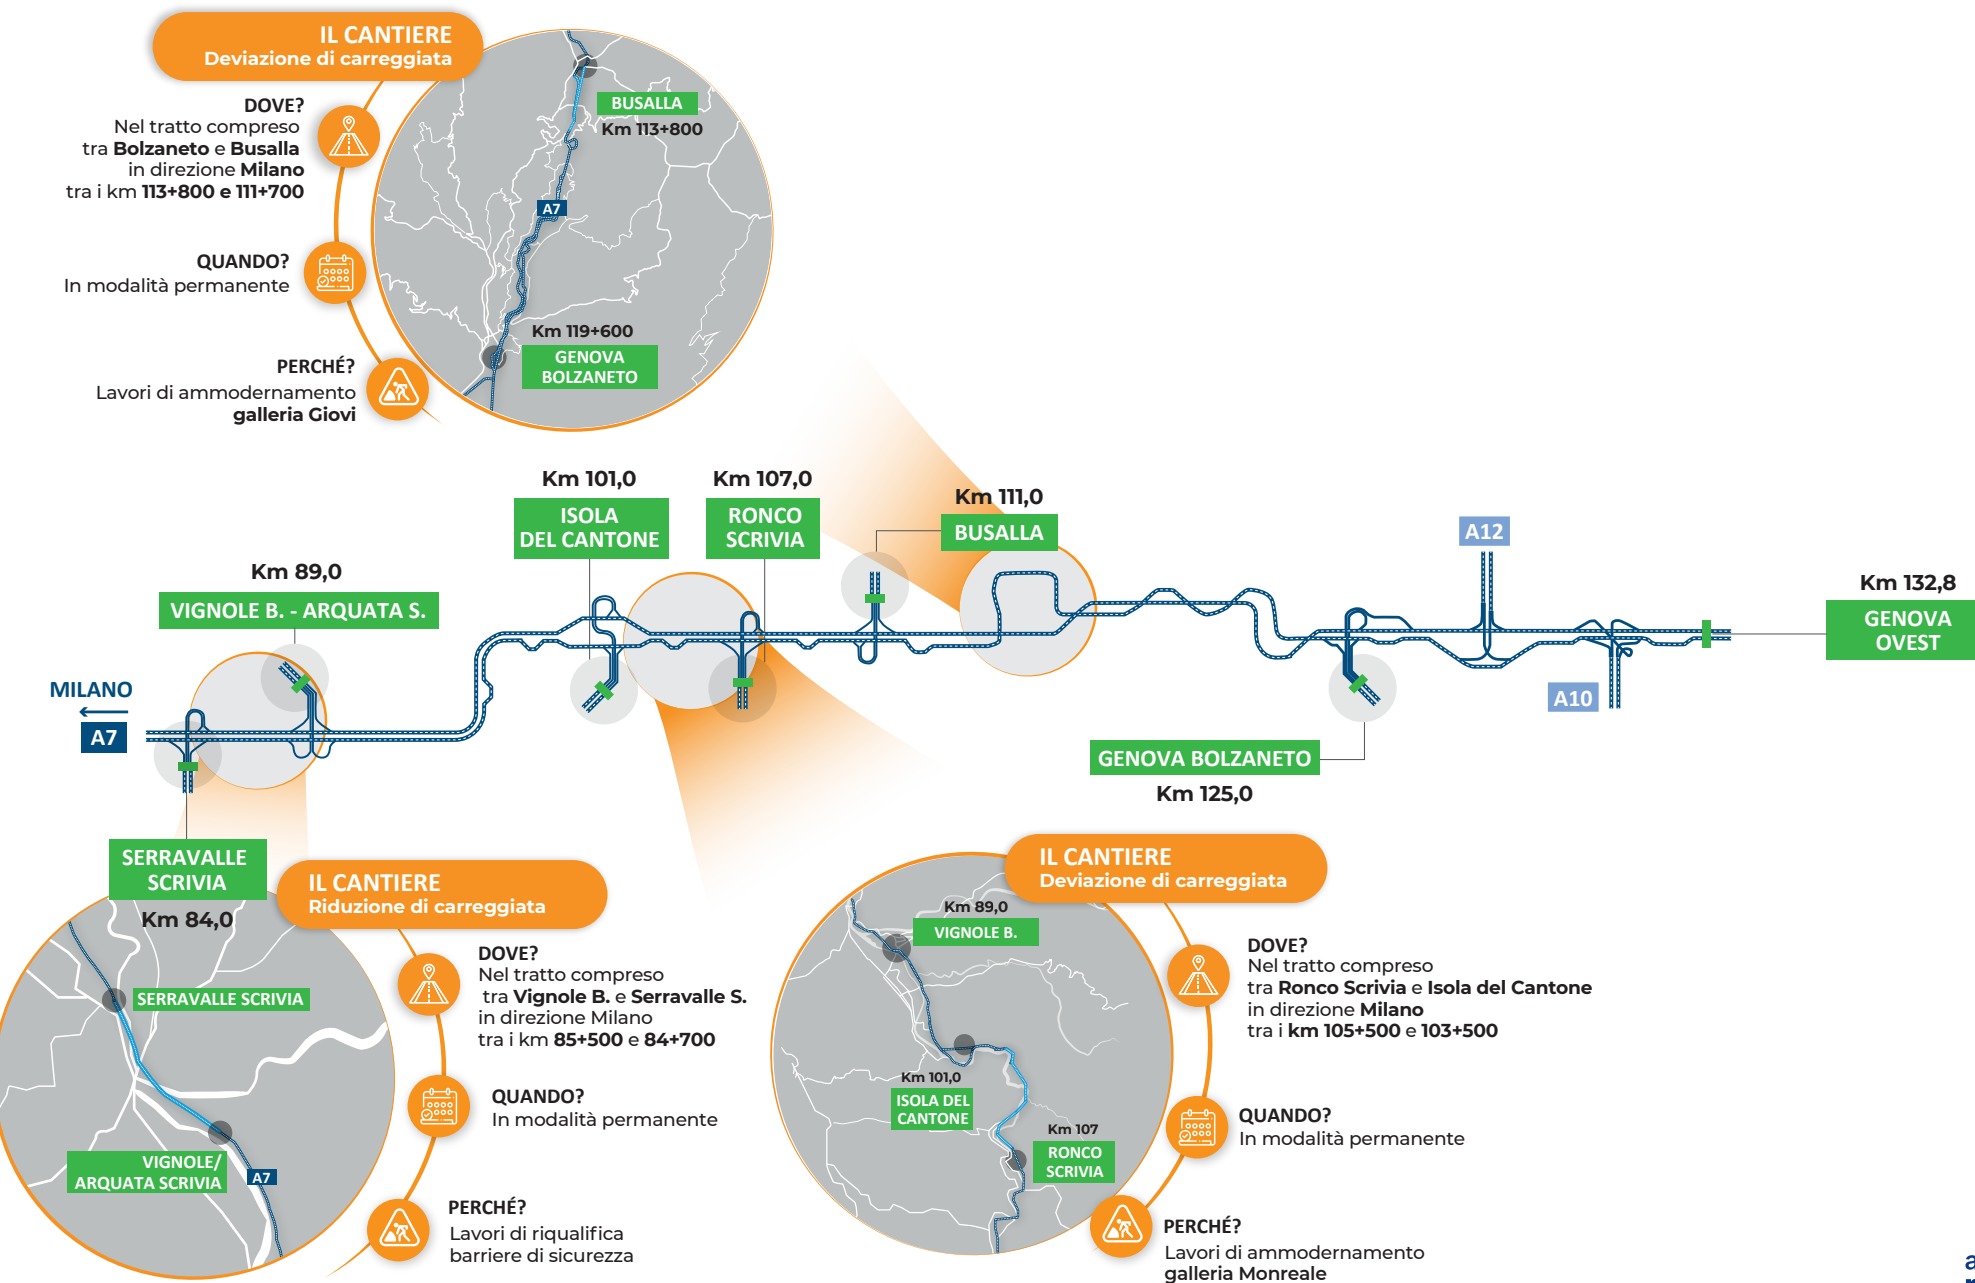 IL CANTIERE
Deviazione di carreggiata
DOVE?
Nel tratto compreso
tra Bolzaneto e Busalla
in direzione Milano
tra i km 113+800 e 111+700
QUANDO?
In modalità permanente
PERCHÉ?
Lavori di ammodernamento
galleria Giovi
BUSALLA
Km 113+800
A7
Km 119+600
GENOVA
BOLZANETO
Km 101,0
ISOLA
DEL CANTONE
Km 107,0
RONCO
SCRIVIA
Km 111,0
BUSALLA
A12
Km 132,8
GENOVA
OVEST
Km 89,0
VIGNOLE B. - ARQUATA S.
MILANO
A7
A10
GENOVA BOLZANETO
Km 125,0
SERRAVALLE
SCRIVIA
Km 84,0
SERRAVALLE SCRIVIA
VIGNOLE/
ARQUATA SCRIVIA
A7
IL CANTIERE
Riduzione di carreggiata
DOVE?
Nel tratto compreso
tra Vignole B. e Serravalle S.
in direzione Milano
tra i km 85+500 e 84+700
QUANDO?
In modalità permanente
PERCHÉ?
Lavori di riqualifica
barriere di sicurezza
Km 89,0
VIGNOLE B.
Km 101,0
ISOLA DEL
CANTONE
Km 107
RONCO
SCRIVIA
IL CANTIERE
Deviazione di carreggiata
DOVE?
Nel tratto compreso
tra Ronco Scrivia e Isola del Cantone
in direzione Milano
tra i km 105+500 e 103+500
QUANDO?
In modalità permanente
PERCHÉ?
Lavori di ammodernamento
galleria Monreale